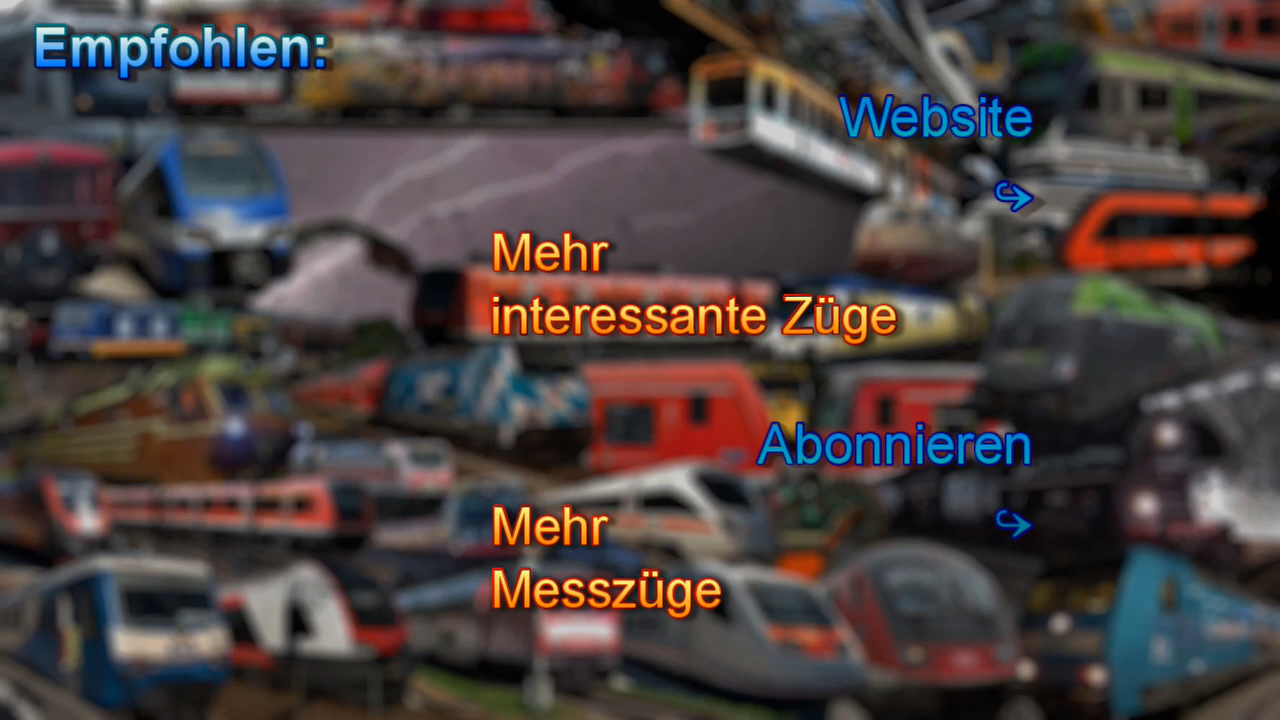 Empfohlen:
Website
Mehr
interessante Züge
Abonnieren
Mehr
Messzüge